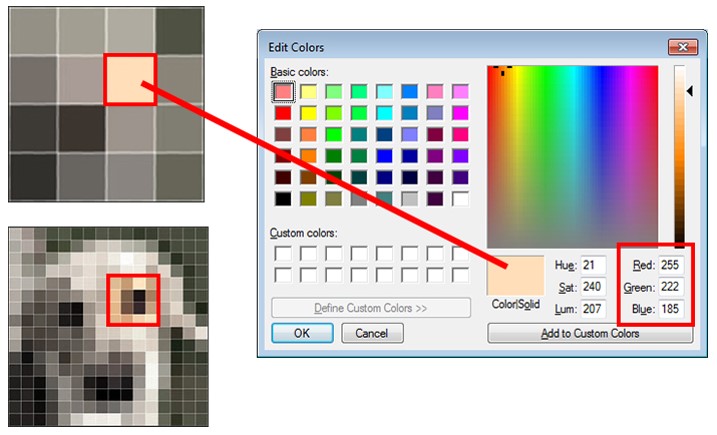 Edit Colors
Basic colors:
Custom colors:
Define Custom Colors >>
OK
Cancel
Color|Solid
Hue: 21
Sat: 240
Lum: 207
Red: 255
Green: 222
Blue: 185
Add to Custom Colors